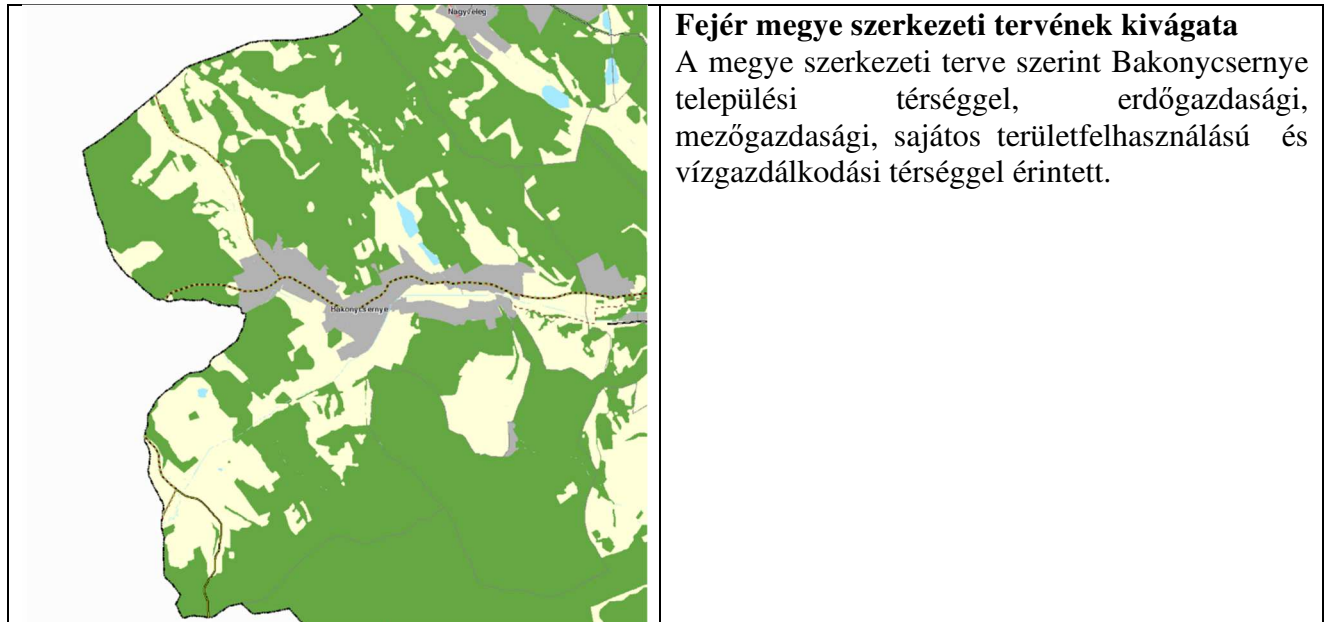 Nagyveleg
Bakonycsernye
Fejér megye szerkezeti tervének kivágata
A megye szerkezeti terve szerint Bakonycsernye
települési térséggel, erdőgazdasági,
mezőgazdasági, sajátos területfelhasználású és
vízgazdálkodási térséggel érintett.